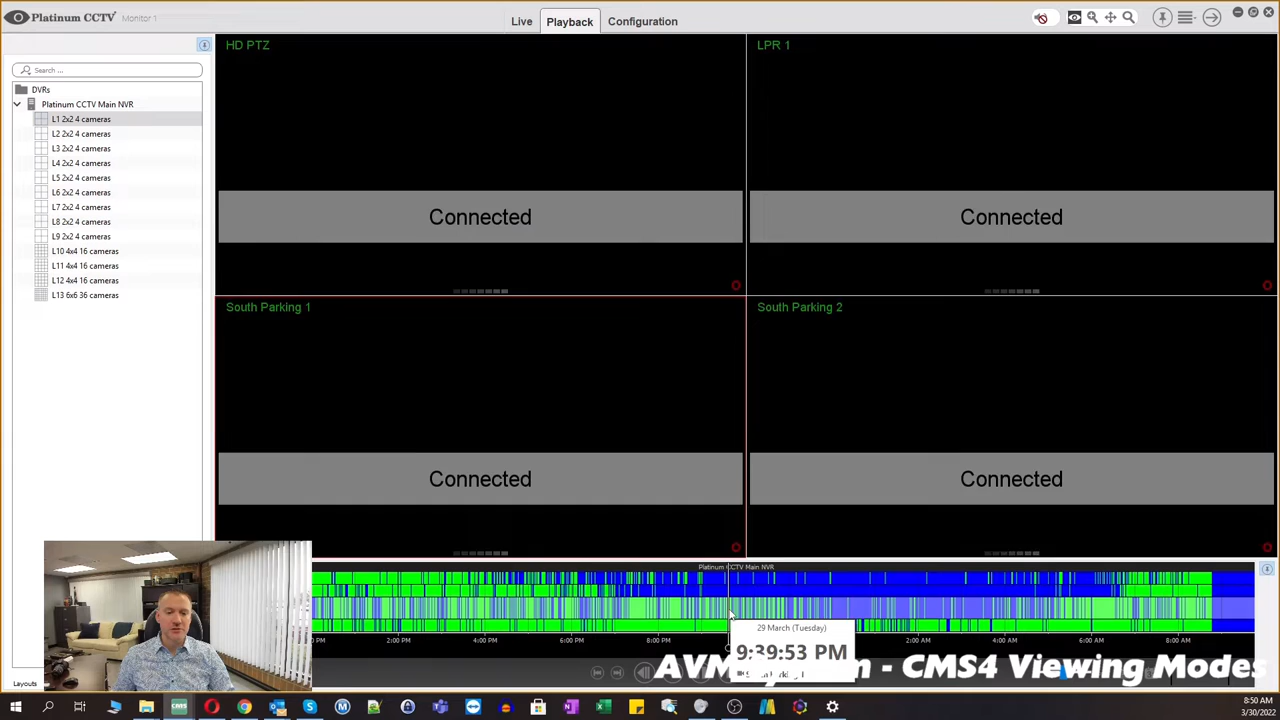 Platinum CCTV® Monitor 1
Live Playback Configuration
Search ...
DVRs
Platinum CCTV Main NVR
L1 2x2 4 cameras
L2 2x2 4 cameras
L3 2x2 4 cameras
L4 2x2 4 cameras
L5 2x2 4 cameras
L6 2x2 4 cameras
L7 2x2 4 cameras
L8 2x2 4 cameras
L9 2x2 4 cameras
L10 4x4 16 cameras
L11 4x4 16 cameras
L12 4x4 16 cameras
L13 6x6 36 cameras
Layouts
HD PTZ
Connected
LPR 1
Connected
South Parking 1
Connected
South Parking 2
Connected
Platinum CCTV Main NVR
PM 2:00 PM 4:00 PM 6:00 PM 8:00 PM 2:00 AM 4:00 AM 6:00 AM 8:00 AM
29 March (Tuesday)
9:39:53 PM
- CMS4 Viewing Modes
CMS
8:50 AM
3/30/2022